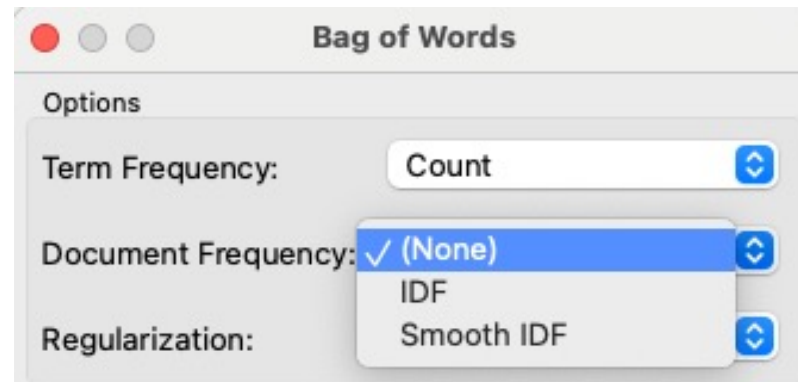 Bag of Words
Options
Term Frequency: Count
Document Frequency: ✓ (None)
IDF
Smooth IDF
Regularization: